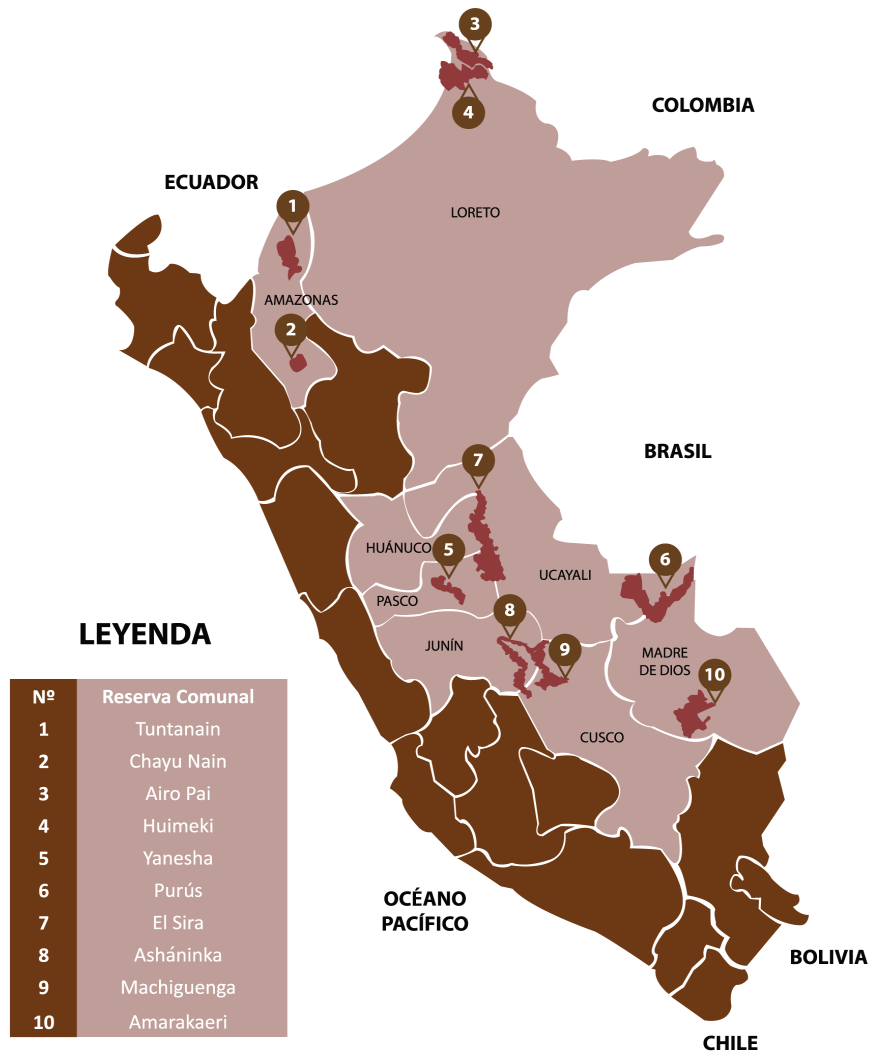 3
COLOMBIA
4
ECUADOR
1
LORETO
AMAZONAS
2
BRASIL
7
HUÁNUCO
5
6
UCAYALI
PASCO
8
LEYENDA
JUNÍN
9
MADRE
DE DIOS
10
CUSCO
Nº Reserva Comunal
1 Tuntanain
2 Chayu Nain
3 Airo Pai
4 Huimeki
5 Yanesha
6 Purús
7 El Sira
8 Asháninka
9 Machiguenga
10 Amarakaeri
OCÉANO
PACÍFICO
BOLIVIA
CHILE